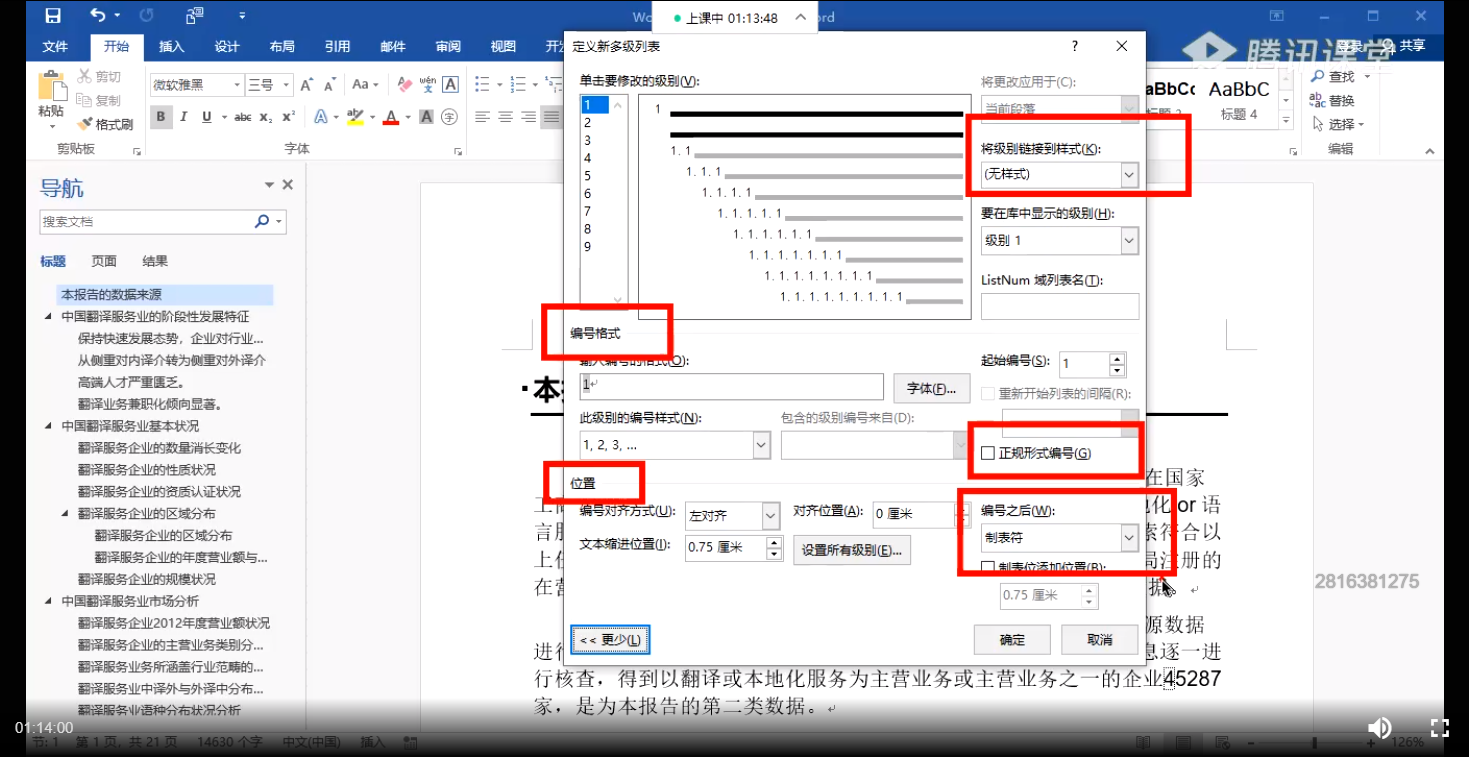 Wo
上课中 01:13:48
rd
文件 开始 插入 设计 布局 引用 邮件 审阅 视图 开
登录 共享
腾讯课堂
粘贴
剪切
复制
格式刷
剪贴板
微软雅黑 三号 A A Aa wén 文 A
B I U abc X₂ X² A aby A A 字
字体
aBbCc AaBbC
标题 3 标题 4
查找
替换
选择
编辑
导航
搜索文档
标题 页面 结果
本报告的数据来源
中国翻译服务业的阶段性发展特征
保持快速发展态势，企业对行业...
从侧重对内译介转为侧重对外译介
高端人才严重匮乏。
翻译业务兼职化倾向显著。
中国翻译服务业基本状况
翻译服务企业的数量消长变化
翻译服务企业的性质状况
翻译服务企业的资质认证状况
翻译服务企业的区域分布
翻译服务企业的区域分布
翻译服务企业的年度营业额与...
翻译服务企业的规模状况
中国翻译服务业市场分析
翻译服务企业2012年度营业额状况
翻译服务企业的主营业务类别分...
翻译服务业务所涵盖行业范畴的...
翻译服务业中译外与外译中分布...
翻译服务业语种分布状况分析
定义新多级列表
? ×
单击要修改的级别(V):
1
2
3
4
5
6
7
8
9
1
1.1
1.1.1
1.1.1.1
1.1.1.1.1
1.1.1.1.1.1
1.1.1.1.1.1.1
1.1.1.1.1.1.1.1
1.1.1.1.1.1.1.1.1
将更改应用于(C):
当前段落
将级别链接到样式(K):
(无样式)
要在库中显示的级别(H):
级别 1
ListNum 域列表名(T):
编号格式
输入编号的格式(O):
1
字体(F)...
此级别的编号样式(N):
1, 2, 3, ...
包含的级别编号来自(D):
起始编号(S): 1
重新开始列表的间隔(R):
正规形式编号(G)
位置
编号对齐方式(U): 左对齐
对齐位置(A): 0 厘米
文本缩进位置(I): 0.75 厘米
设置所有级别(E)...
编号之后(W):
制表符
制表位添加位置(B):
0.75 厘米
<< 更少(L)
确定 取消
本
在国家
化 or 语
言
索符合以
上
局注册的
在
据。
源数据
进行
息逐一进
行核查，得到以翻译或本地化服务为主营业务或主营业务之一的企业45287
家，是为本报告的第二类数据。
2816381275
01:14:00
节: 1 第 1 页，共 21 页 14630 个字 中文(中国) 插入
126%